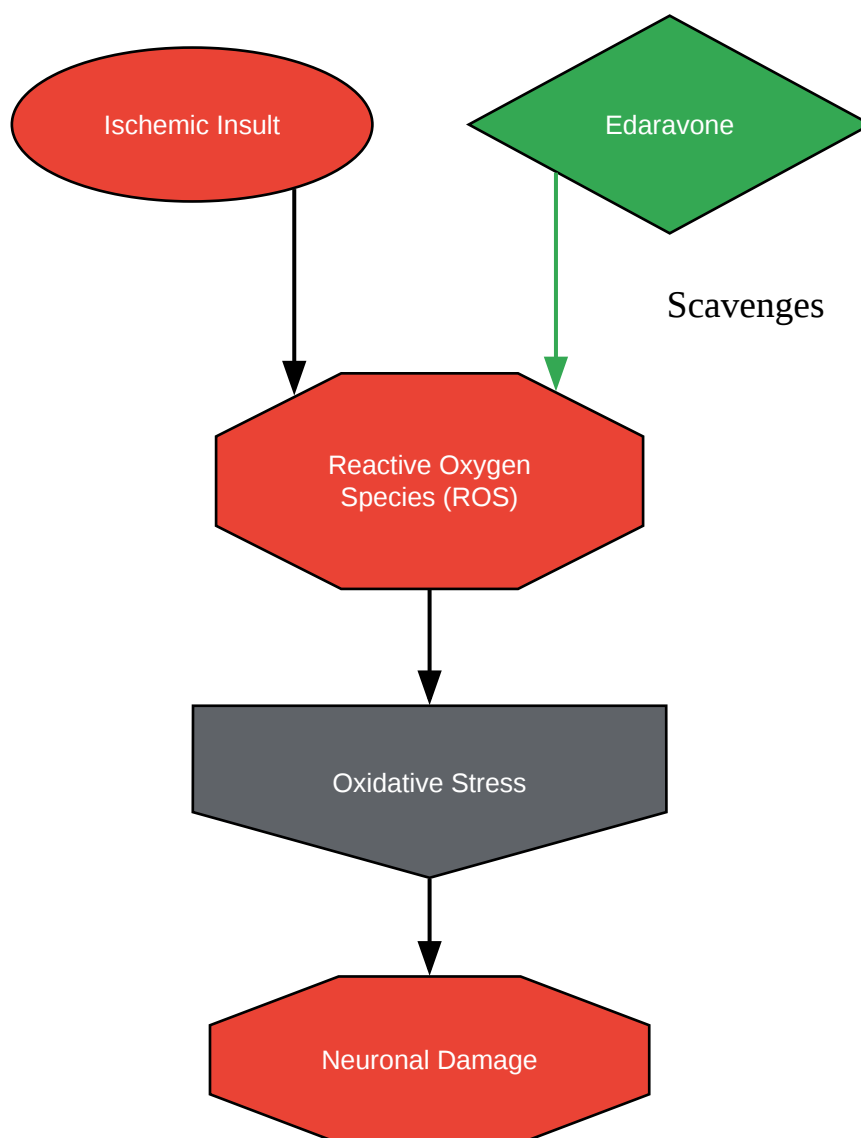 Ischemic Insult
Edaravone
Scavenges
Reactive Oxygen
Species (ROS)
Oxidative Stress
Neuronal Damage